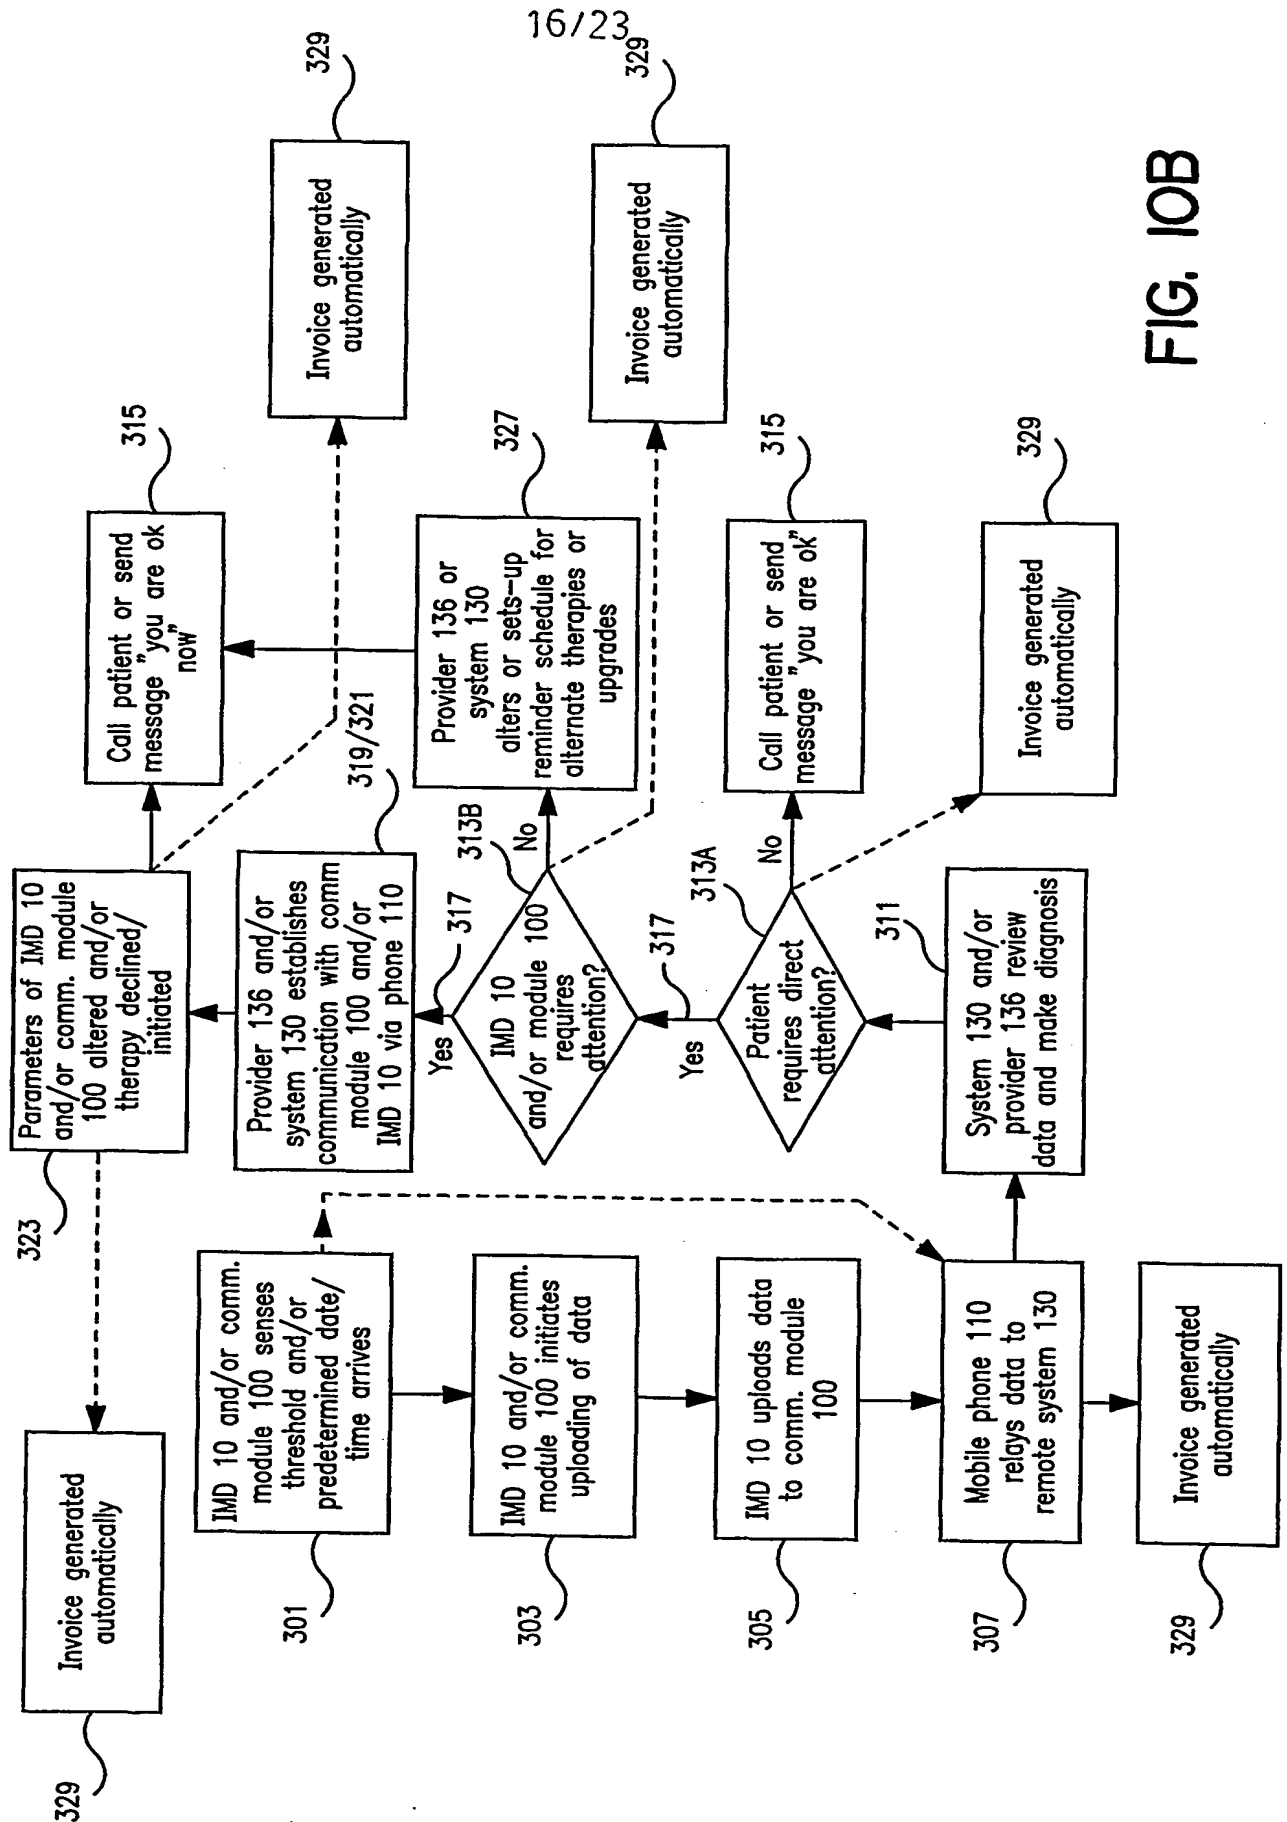 16/23
Invoice generated
automatically
329
Parameters of IMD 10
and/or comm. module
100 altered and/or
therapy declined/
initiated
323
Call patient or send
message "you are ok
now"
315
Invoice generated
automatically
329
IMD 10 and/or comm.
module 100 senses
threshold and/or
predetermined date/
time arrives
301
Provider 136 and/or
system 130 establishes
communication with comm
module 100 and/or
IMD 10 via phone 110
319/321
IMD 10 and/or comm.
module 100 initiates
uploading of data
303
Yes
317
IMD 10
and/or module 100
requires
attention?
313B
No
Provider 136 or
system 130
alters or sets-up
reminder schedule for
alternate therapies or
upgrades
327
Invoice generated
automatically
329
IMD 10 uploads data
to comm. module
100
305
Yes
317
Patient
requires direct
attention?
313A
No
Call patient or send
message "you are ok"
315
Mobile phone 110
relays data to
remote system 130
307
System 130 and/or
provider 136 review
data and make diagnosis
311
Invoice generated
automatically
329
Invoice generated
automatically
329
FIG. 10B